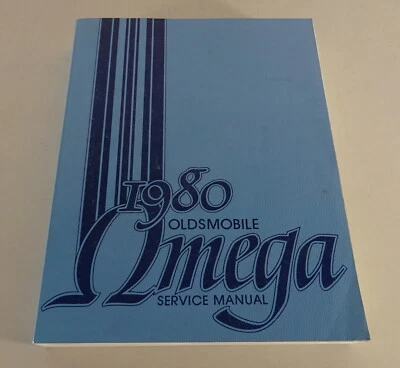 1980
OLDSMOBILE
Omega
SERVICE MANUAL